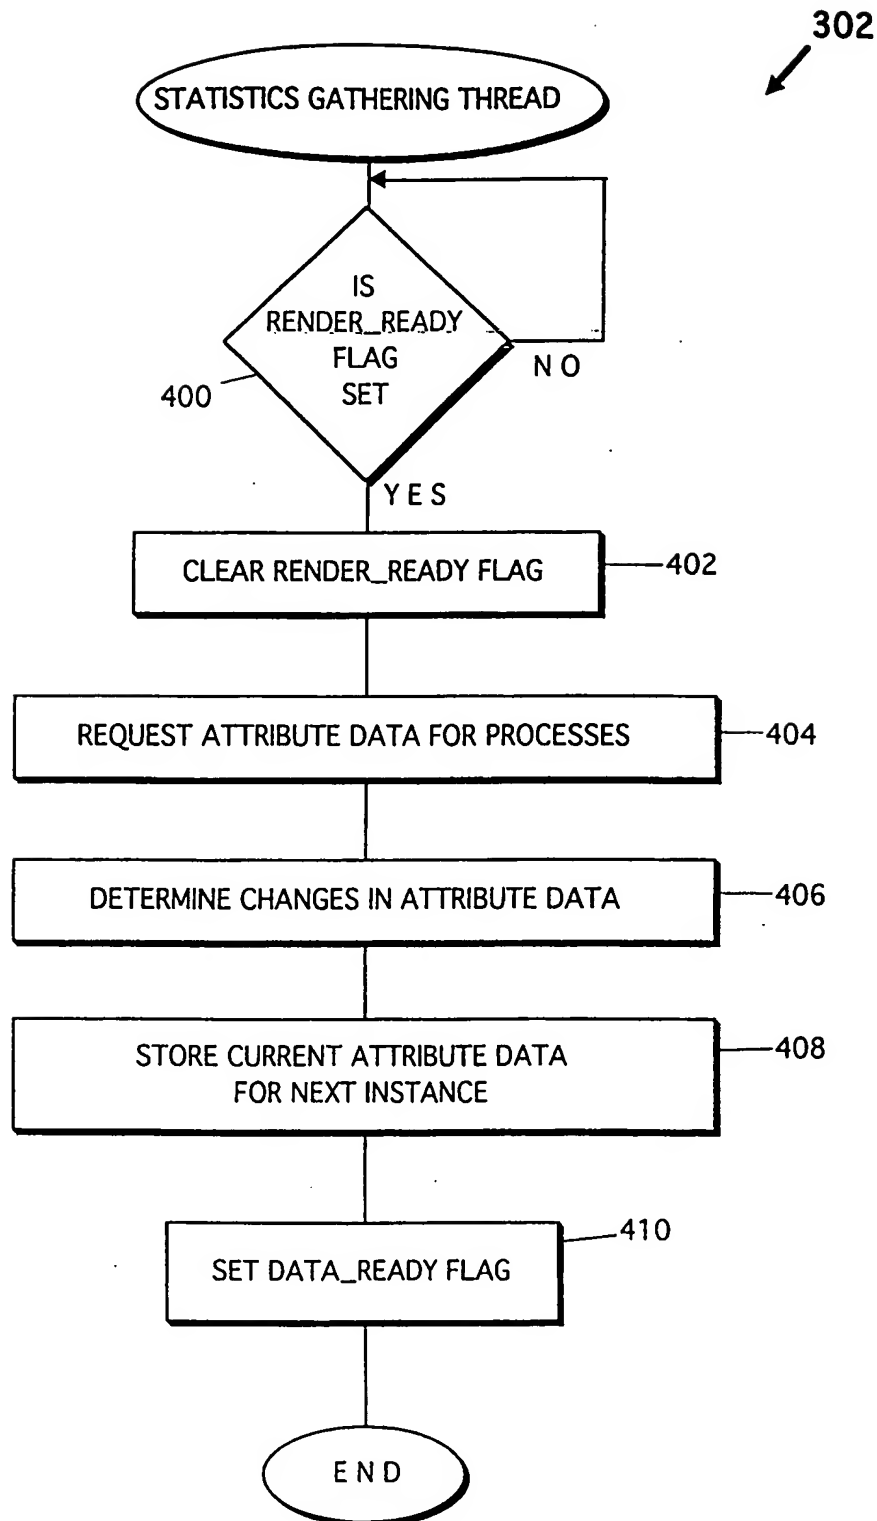 302
STATISTICS GATHERING THREAD
IS
RENDER_READY
FLAG
SET
400
NO
YES
CLEAR RENDER_READY FLAG
402
REQUEST ATTRIBUTE DATA FOR PROCESSES
404
DETERMINE CHANGES IN ATTRIBUTE DATA
406
STORE CURRENT ATTRIBUTE DATA
FOR NEXT INSTANCE
408
SET DATA_READY FLAG
410
END